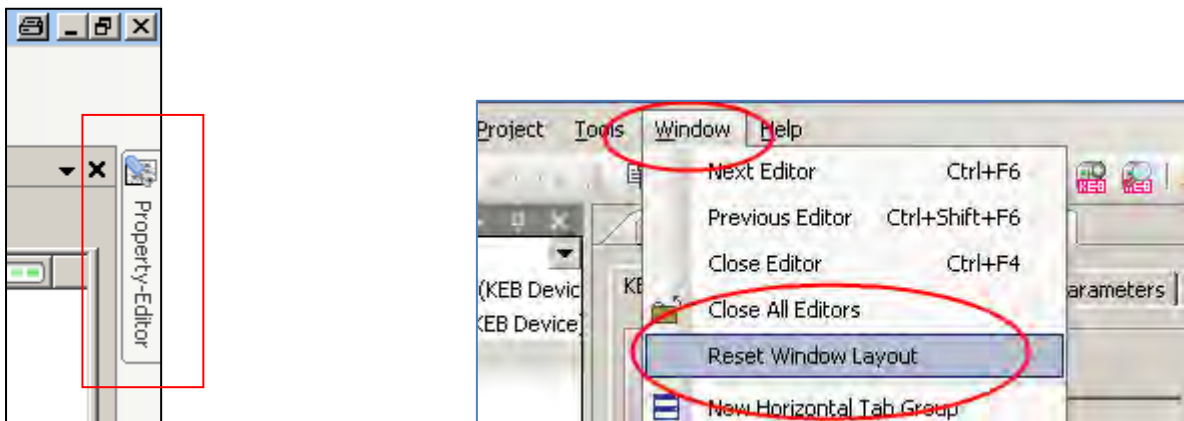 Property-Editor
Project Tools Window Help
Next Editor Ctrl+F6
KEB
Previous Editor Ctrl+Shift+F6
Close Editor Ctrl+F4
(KEB Devic
KE
arameters
Close All Editors
KEB Device
Reset Window Layout
New Horizontal Tab Group